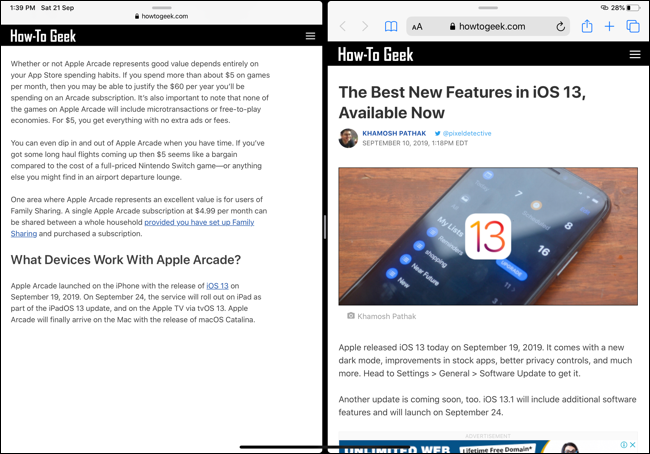 1:39 PM Sat Sep 21
howtogeek.com
How-To Geek
Whether or not Apple Arcade represents good value depends entirely on
your App Store spending habits. If you spend more than about $5 on games
per month, then you may be able to justify the $60 per year you'll be
spending on an Arcade subscription. It's also important to note that none of
the games on Apple Arcade will include microtransactions or free-to-play
economies. For $5, you get everything with no extra ads or fees.
You can even dip in and out of Apple Arcade when you have time. If you've
got some long haul flights coming up then $5 seems like a bargain
compared to the cost of a full-priced Nintendo Switch game—or anything
else you might find in an airport departure lounge.
One area where Apple Arcade represents an excellent value is for users of
Family Sharing. A single Apple Arcade subscription at $4.99 per month can
be shared between a whole household provided you have set up Family
Sharing and purchased a subscription.
What Devices Work With Apple Arcade?
Apple Arcade launched on the iPhone with the release of iOS 13 on
September 19, 2019. On September 24, the service will roll out on iPad as
part of the iPadOS 13 update, and on the Apple TV via tvOS 13. Apple
Arcade will finally arrive on the Mac with the release of macOS Catalina.
28%
AA howtogeek.com
How-To Geek
The Best New Features in iOS 13,
Available Now
KHAMOSH PATHAK @pixeldetective
SEPTEMBER 10, 2019, 1:18PM EDT
7
0
8
My Lists
Reminders
shopping
Near Future
New
16
13
Khamosh Pathak
Apple released iOS 13 today on September 19, 2019. It comes with a new
dark mode, improvements in stock apps, better privacy controls, and much
more. Head to Settings > General > Software Update to get it.
Another update is coming soon, too. iOS 13.1 will include additional software
features and will launch on September 24.
ADVERTISEMENT
UNLIMITED WEB Lifetime Free Domain*